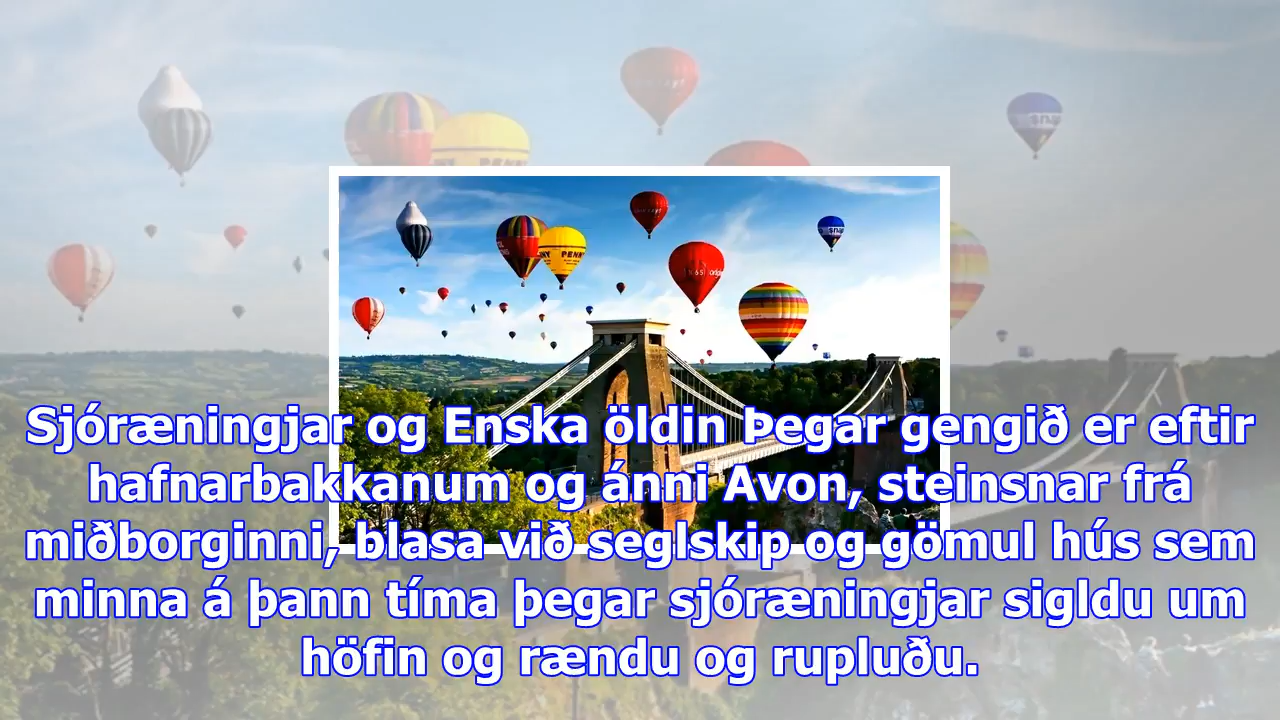 Sjóræningjar og Enska öldin Þegar gengið er eftir
hafnarbakkanum og ánni Avon, steinsnar frá
miðborginni, blasa við seglskip og gömul hús sem
minna á þann tíma þegar sjóræningjar sigldu um
höfin og rændu og rupluðu.
PENNY